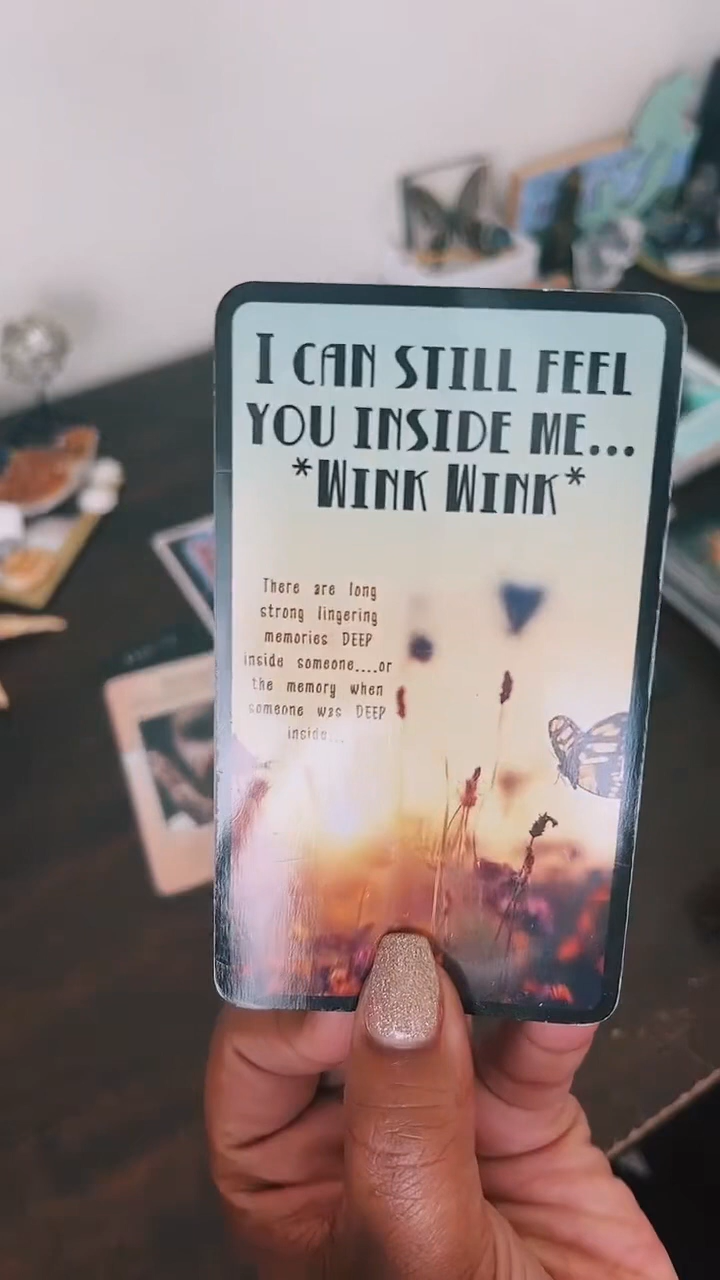 I CAN STILL FEEL
YOU INSIDE ME...
*WINK WINK*
There are long
strong lingering
memories DEEP
inside someone....or
the memory when
someone was DEEP
inside...